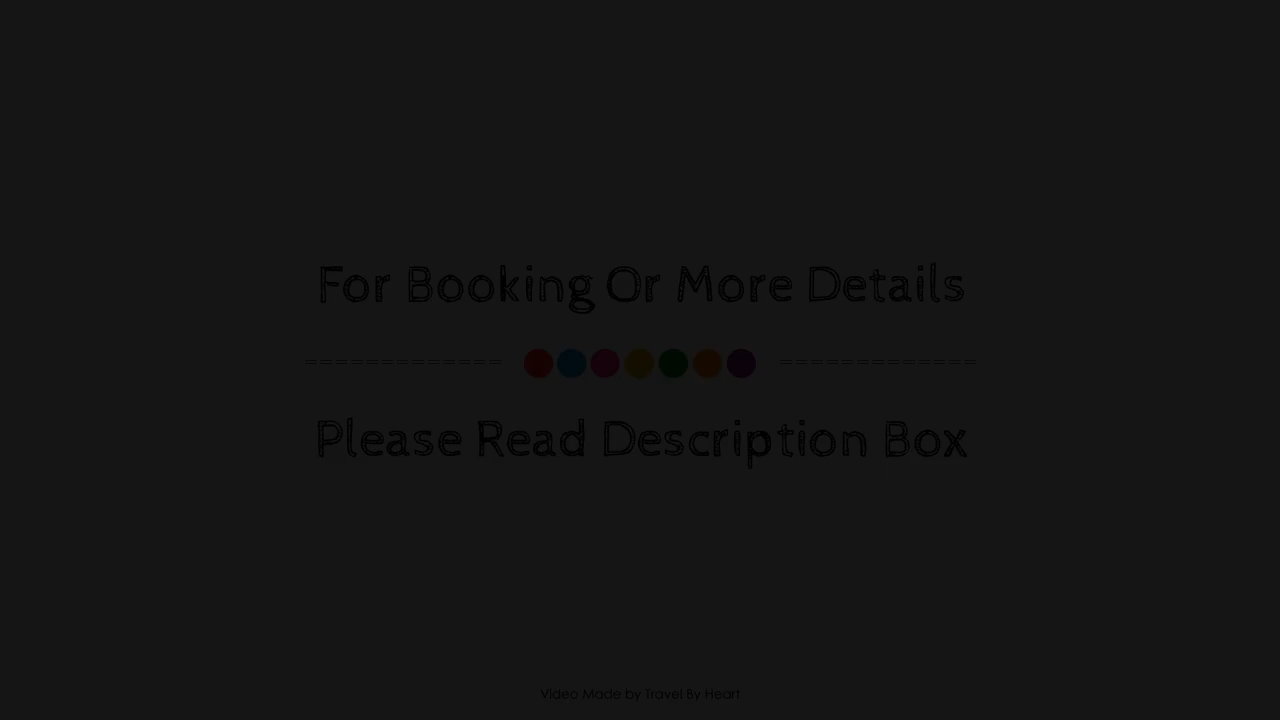 For Booking Or More Details
============= =============
Please Read Description Box
Video Made by Travel By Heart